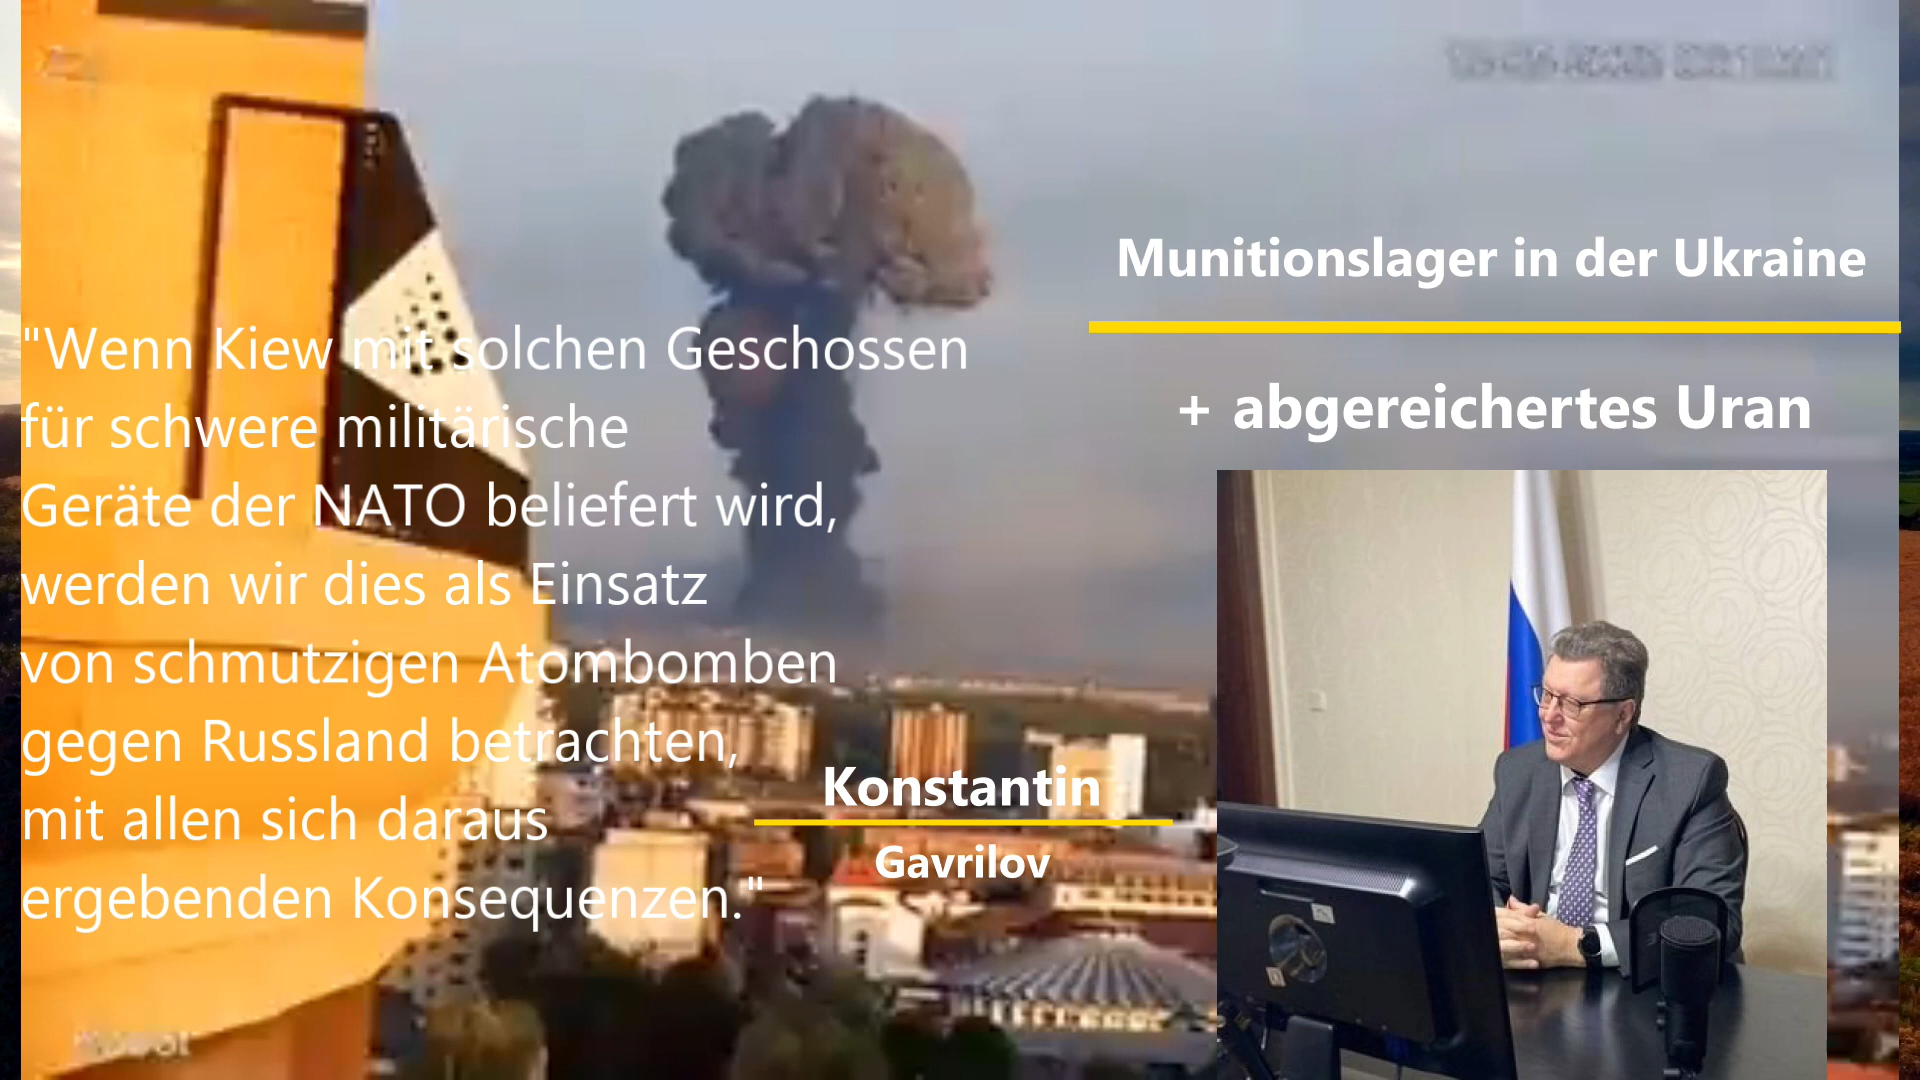 Munitionslager in der Ukraine
+ abgereichertes Uran
"Wenn Kiew mit solchen Geschossen
für schwere militärische
Geräte der NATO beliefert wird,
werden wir dies als Einsatz
von schmutzigen Atombomben
gegen Russland betrachten,
mit allen sich daraus
ergebenden Konsequenzen."
Konstantin
Gavrilov